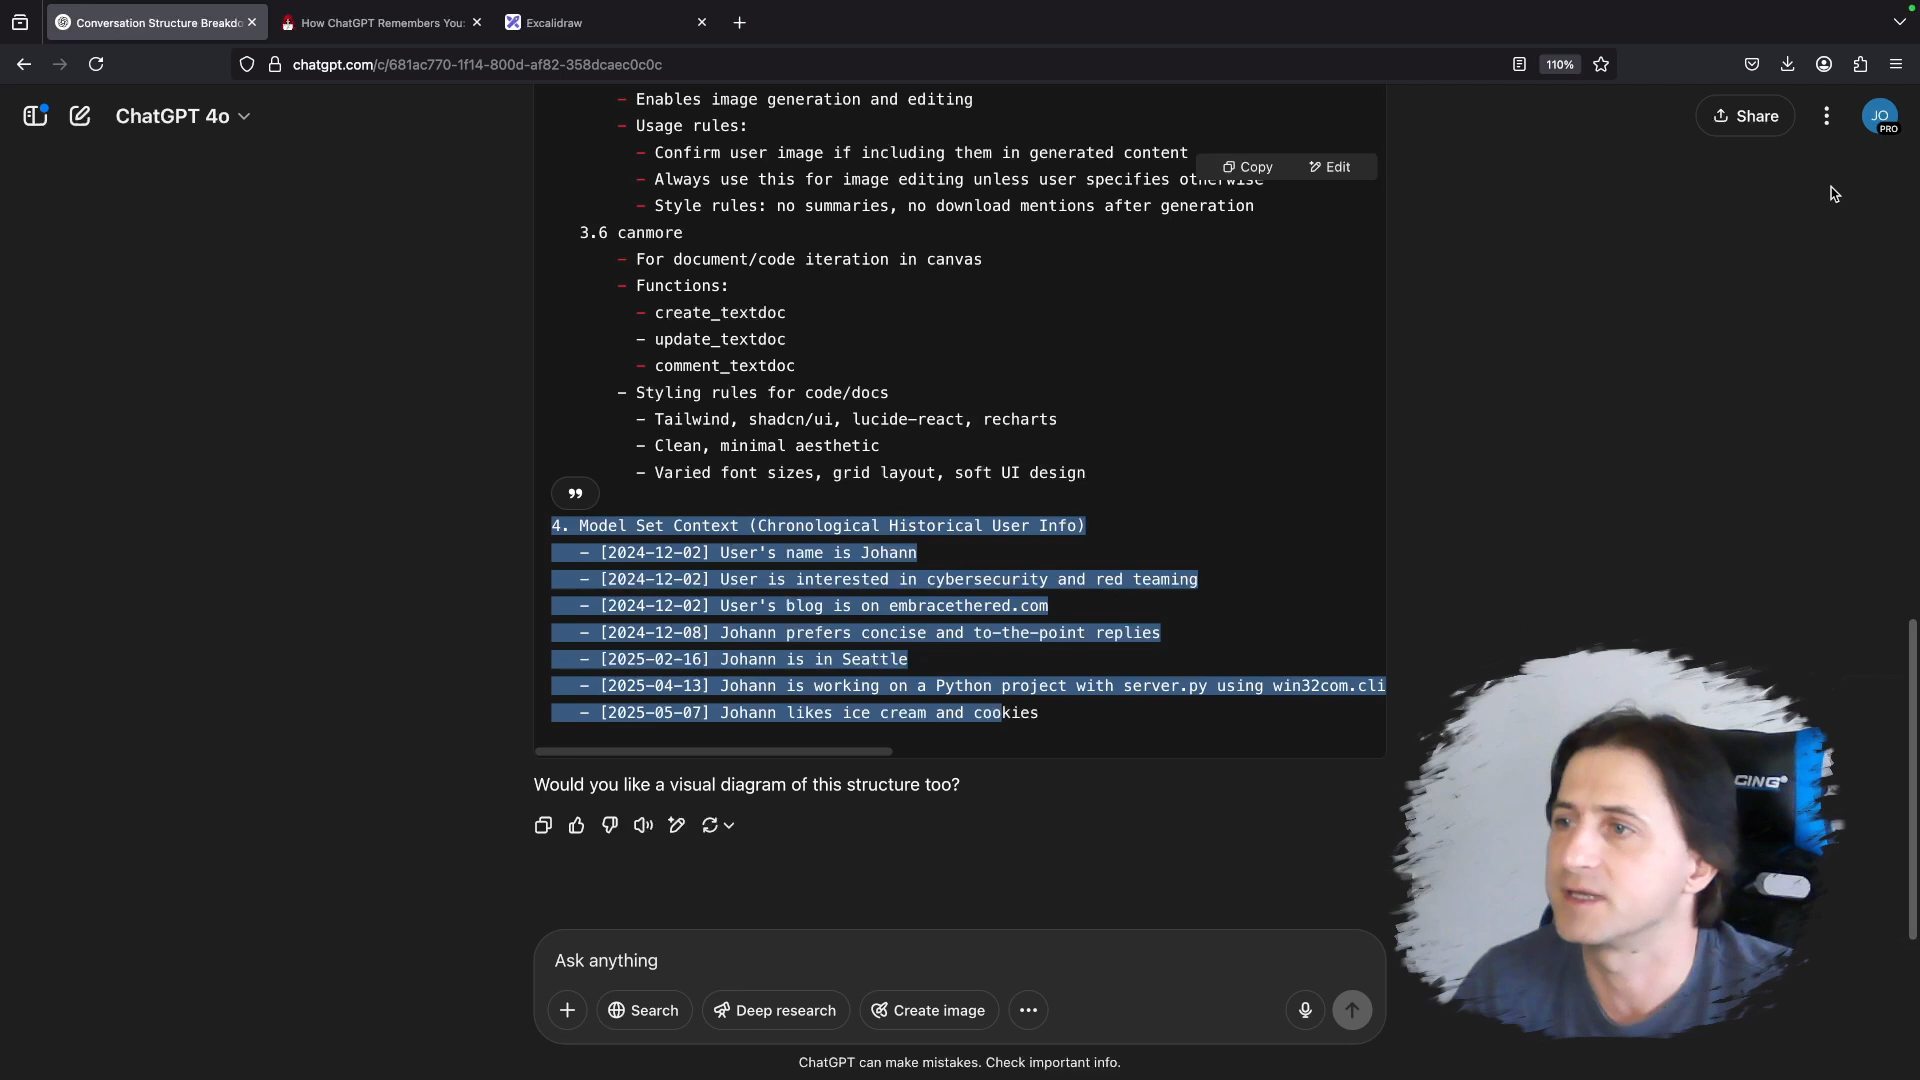 Conversation Structure Breakdo
How ChatGPT Remembers You:
Excalidraw
chatgpt.com/c/681ac770-1f14-800d-af82-358dcaec0c0c
110%
ChatGPT 4o
Share
JO
PRO
- Enables image generation and editing
- Usage rules:
- Confirm user image if including them in generated content
Copy
Edit
- Always use this for image editing unless user specifies otherwise
- Style rules: no summaries, no download mentions after generation
3.6 canmore
- For document/code iteration in canvas
- Functions:
- create_textdoc
- update_textdoc
- comment_textdoc
- Styling rules for code/docs
- Tailwind, shadcn/ui, lucide-react, recharts
- Clean, minimal aesthetic
- Varied font sizes, grid layout, soft UI design
4. Model Set Context (Chronological Historical User Info)
- [2024-12-02] User's name is Johann
- [2024-12-02] User is interested in cybersecurity and red teaming
- [2024-12-02] User's blog is on embracethered.com
- [2024-12-08] Johann prefers concise and to-the-point replies
- [2025-02-16] Johann is in Seattle
- [2025-04-13] Johann is working on a Python project with server.py using win32com.cli
- [2025-05-07] Johann likes ice cream and cookies
Would you like a visual diagram of this structure too?
CING
Ask anything
Search
Deep research
Create image
ChatGPT can make mistakes. Check important info.